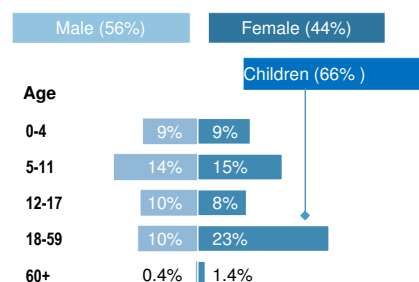 Male (56%) Female (44%)
Children (66% )
Age
0-4 9% 9%
5-11 14% 15%
12-17 10% 8%
18-59 10% 23%
60+ 0.4% 1.4%